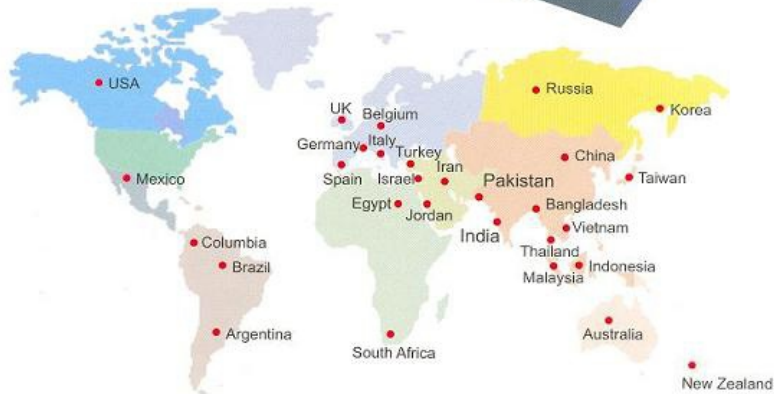 USA
Russia
UK
Korea
Belgium
Germany
Italy
Turkey
China
Iran
Mexico
Spain
Israel
Pakistan
Taiwan
Egypt
Jordan
Bangladesh
India
Vietnam
Columbia
Thailand
Brazil
Malaysia
Indonesia
Argentina
Australia
South Africa
New Zealand